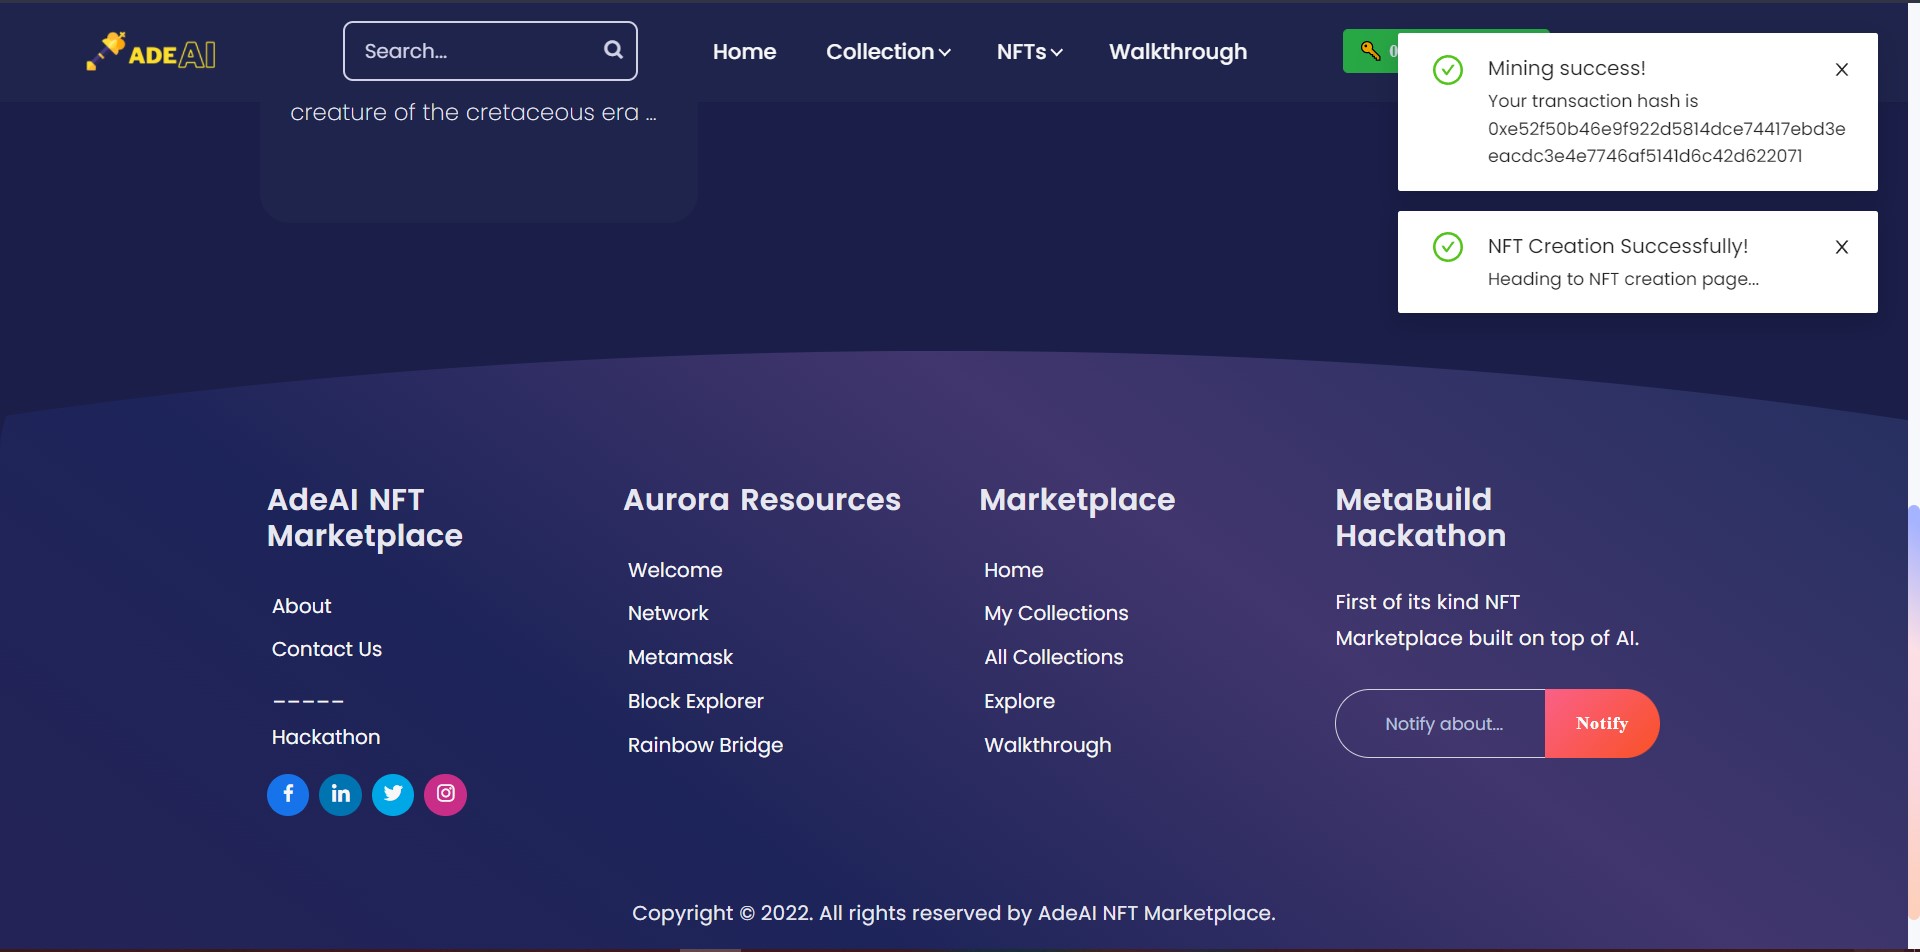 ADEAI
Search...
Home
Collection
NFTs
Walkthrough
0
creature of the cretaceous era ...
Mining success!
Your transaction hash is
0xe52f50b46e9f922d5814dce74417ebd3e
eacdc3e4e7746af5141d6c42d622071
NFT Creation Successfully!
Heading to NFT creation page...
AdeAI NFT
Marketplace
About
Contact Us
_____
Hackathon
Aurora Resources
Welcome
Network
Metamask
Block Explorer
Rainbow Bridge
Marketplace
Home
My Collections
All Collections
Explore
Walkthrough
MetaBuild
Hackathon
First of its kind NFT
Marketplace built on top of AI.
Notify about...
Notify
Copyright © 2022. All rights reserved by AdeAI NFT Marketplace.